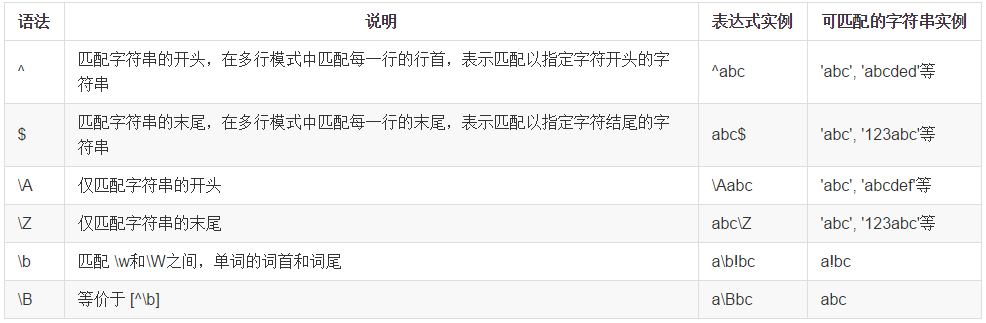 语法 说明 表达式实例 可匹配的字符串实例
^ 匹配字符串的开头，在多行模式中匹配每一行的行首，表示匹配以指定字符开头的字 ^abc 'abc', 'abcded'等
符串
$ 匹配字符串的末尾，在多行模式中匹配每一行的末尾，表示匹配以指定字符结尾的字 abc$ 'abc', '123abc'等
符串
\A 仅匹配字符串的开头 \Aabc 'abc', 'abcdef'等
\Z 仅匹配字符串的末尾 abc\Z 'abc', '123abc'等
\b 匹配 \w和\W之间，单词的词首和词尾 a\b!bc a!bc
\B 等价于 [^\b] a\Bbc abc